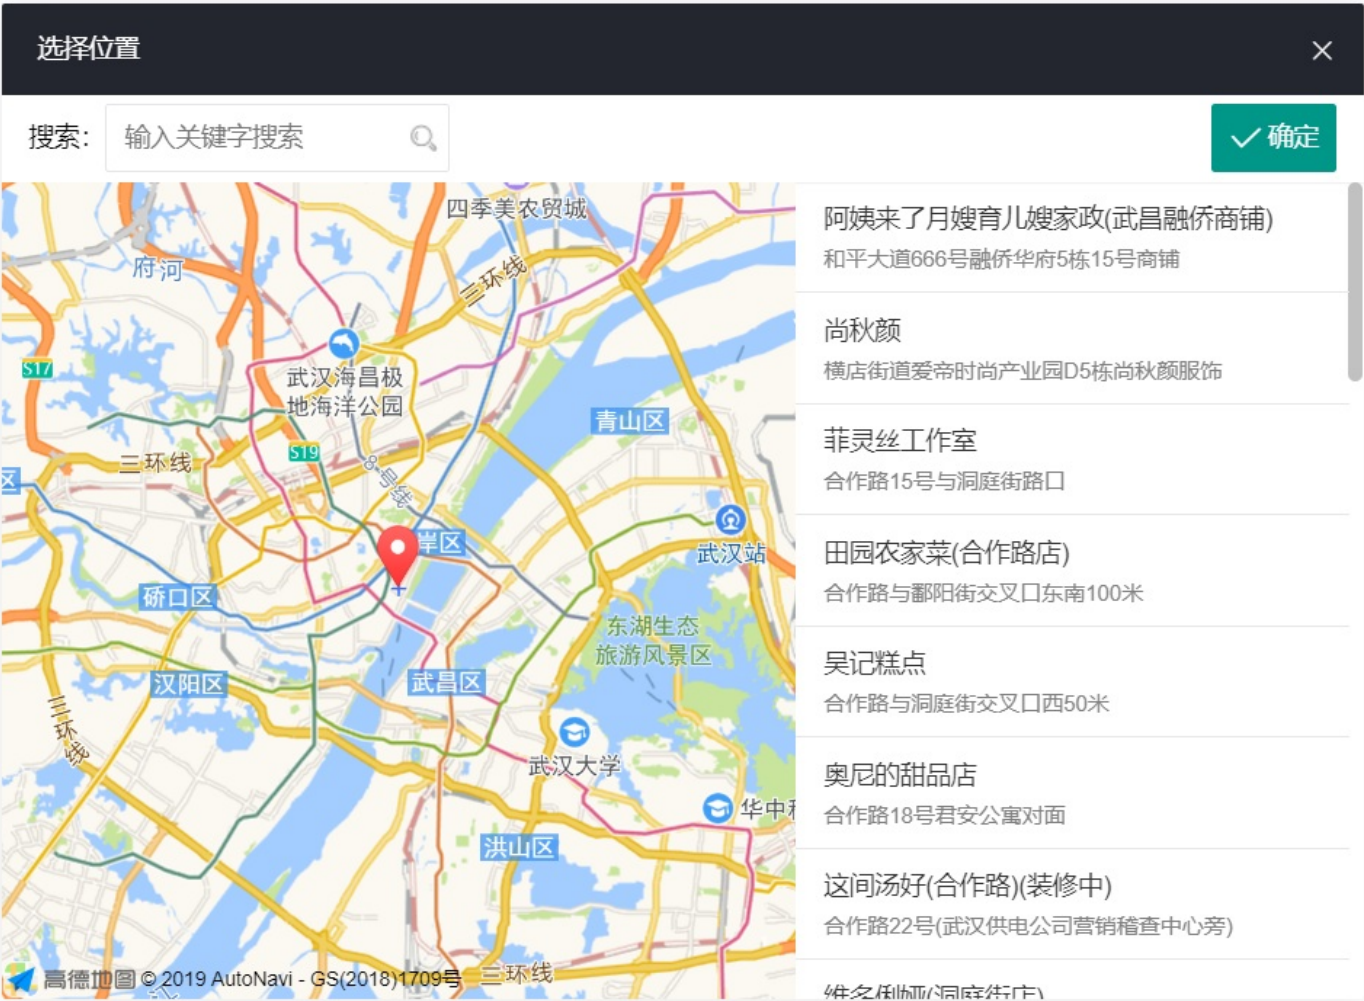 选择位置
搜索：
输入关键字搜索
确定
四季美农贸城
三环线
府河
S17
武汉海昌极
地海洋公园
青山区
S19
三环线
8号线
区
岸区
武汉站
硚口区
东湖生态
旅游风景区
汉阳区
武昌区
三环线
武汉大学
华中科
洪山区
三环线
高德地图 © 2019 AutoNavi - GS(2018)1709号
阿姨来了月嫂育儿嫂家政(武昌融侨商铺)
和平大道666号融侨华府5栋15号商铺
尚秋颜
横店街道爱帝时尚产业园D5栋尚秋颜服饰
菲灵丝工作室
合作路15号与洞庭街路口
田园农家菜(合作路店)
合作路与鄱阳街交叉口东南100米
吴记糕点
合作路与洞庭街交叉口西50米
奥尼的甜品店
合作路18号君安公寓对面
这间汤好(合作路)(装修中)
合作路22号(武汉供电公司营销稽查中心旁)
维多俐娅(洞庭街店)